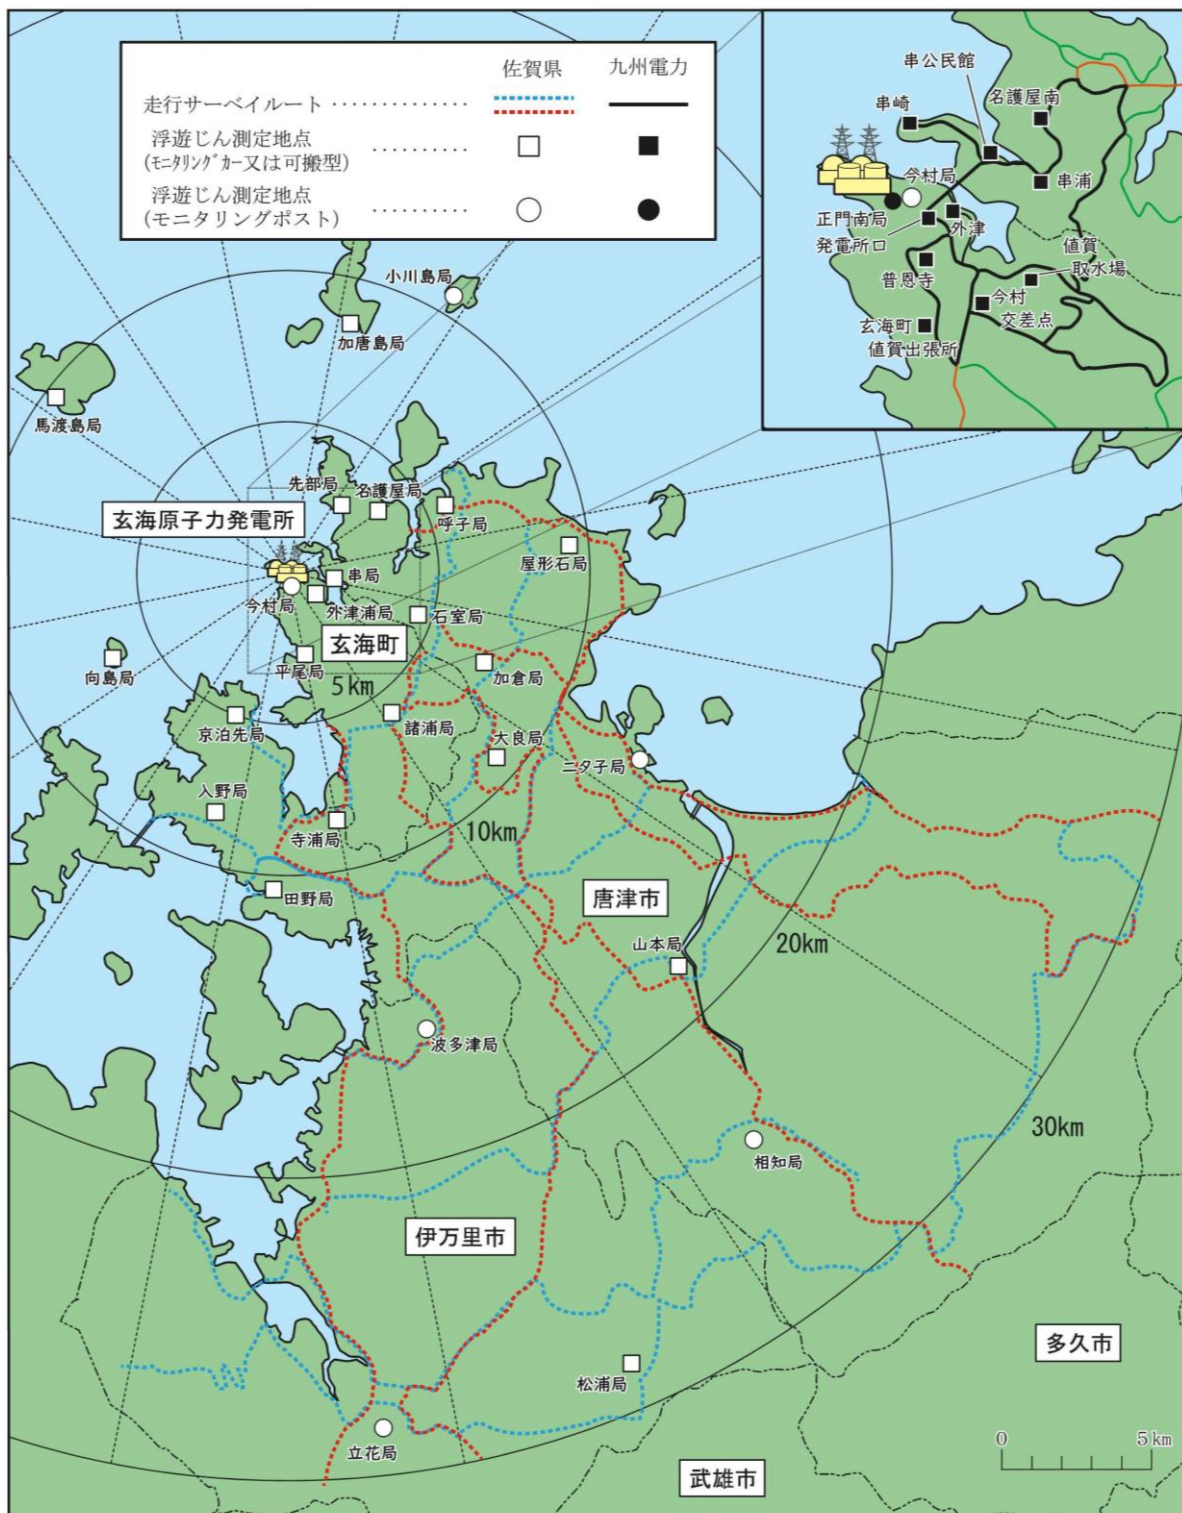 佐賀県 九州電力
走行サーベイルート
浮遊じん測定地点
(モニタリングカー又は可搬型)
浮遊じん測定地点
(モニタリングポスト)
串公民館
串崎
名護屋南
今村局
串浦
正門南局
外津
発電所口
値賀
取水場
普恩寺
今村
交差点
玄海町
値賀出張所
小川島局
加唐島局
馬渡島局
先部局
名護屋局
呼子局
玄海原子力発電所
屋形石局
串局
今村局
外津浦局
石室局
玄海町
向島局
平尾局
加倉局
5km
京泊先局
諸浦局
大良局
二タ子局
入野局
寺浦局
10km
田野局
唐津市
山本局
20km
波多津局
30km
相知局
伊万里市
多久市
松浦局
立花局
武雄市
0 5km